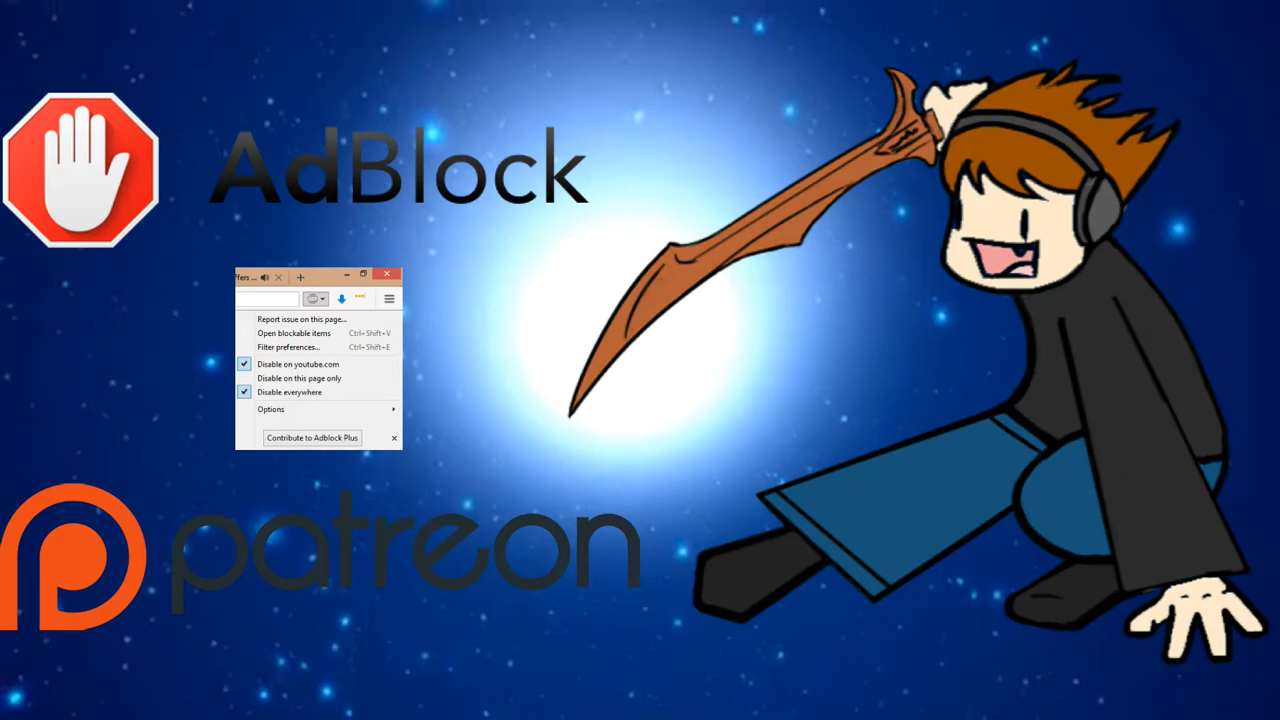 AdBlock
ffers ...
Report issue on this page...
Open blockable items Ctrl+Shift+V
Filter preferences... Ctrl+Shift+E
Disable on youtube.com
Disable on this page only
Disable everywhere
Options
Contribute to Adblock Plus
patreon